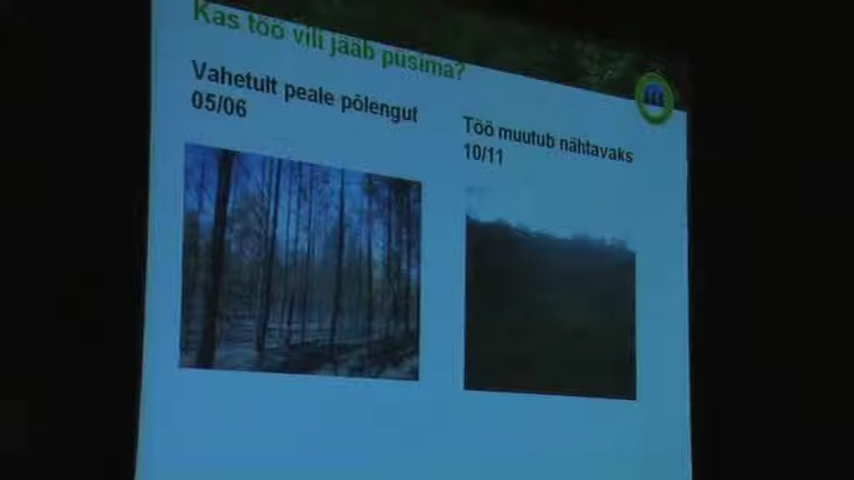 Kas töö vili jääb püsima?
Vahetult peale põlengut
05/06
Töö muutub nähtavaks
10/11